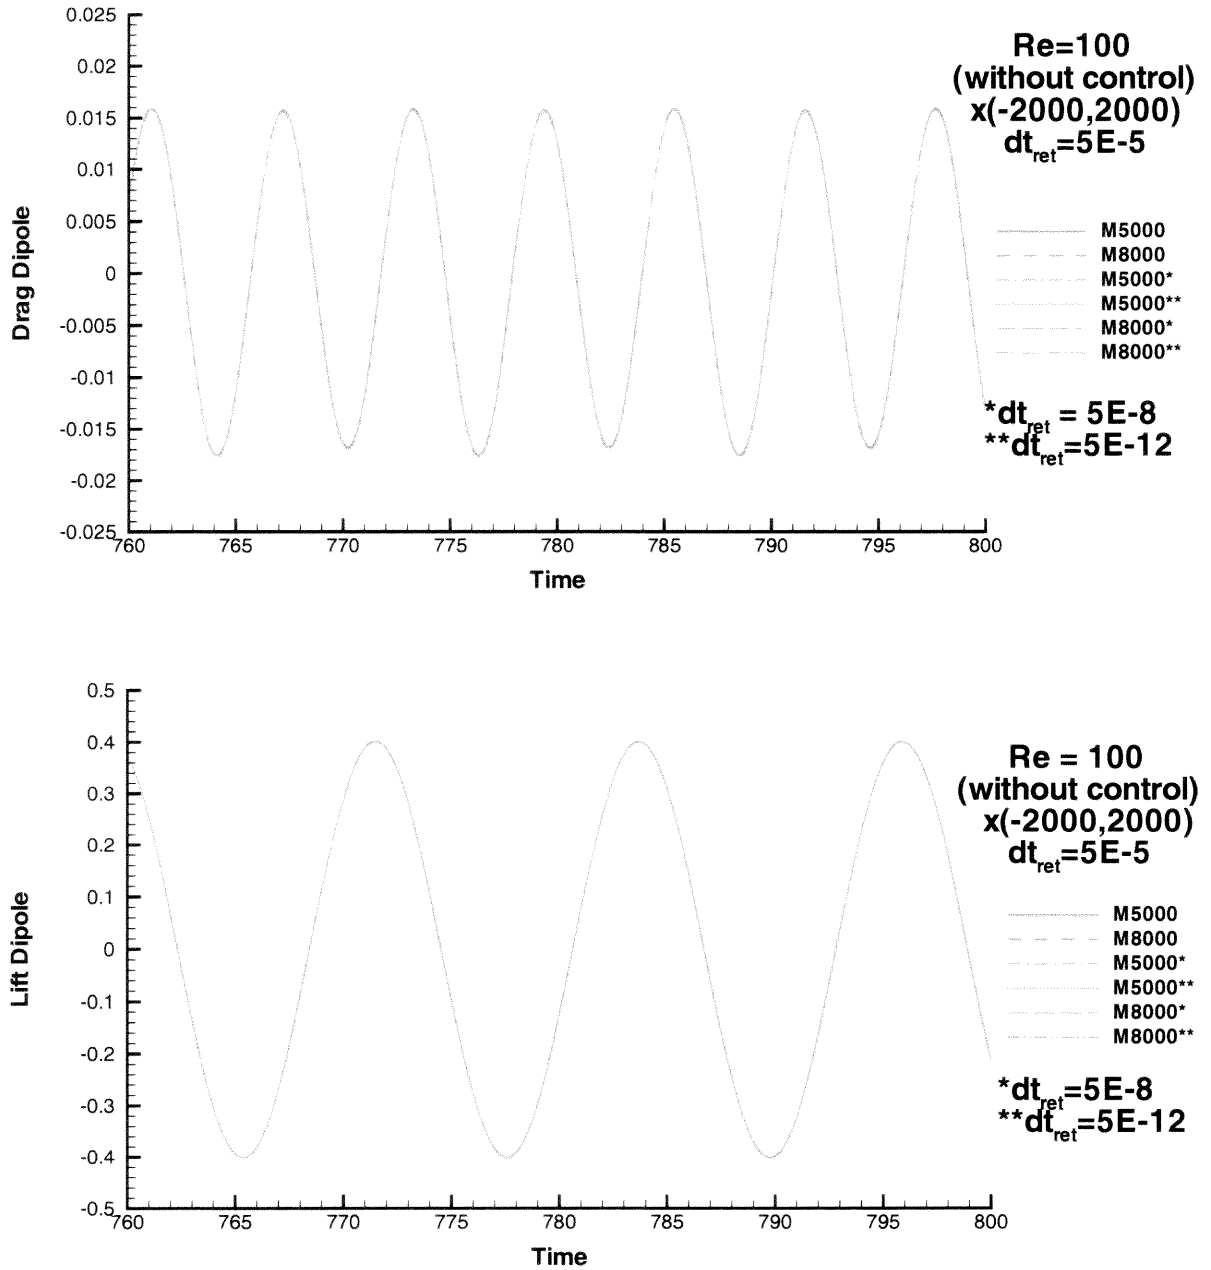 0.025
0.02
0.015
0.01
0.005
0
-0.005
-0.01
-0.015
-0.02
-0.025
Drag Dipole
760 765 770 775 780 785 790 795 800
Time
Re=100
(without control)
x(-2000,2000)
dtret=5E-5
M5000
M8000
M5000*
M5000**
M8000*
M8000**
*dtret = 5E-8
**dtret=5E-12
0.5
0.4
0.3
0.2
0.1
0
-0.1
-0.2
-0.3
-0.4
-0.5
Lift Dipole
760 765 770 775 780 785 790 795 800
Time
Re = 100
(without control)
x(-2000,2000)
dtret=5E-5
M5000
M8000
M5000*
M5000**
M8000*
M8000**
*dtret=5E-8
**dtret=5E-12